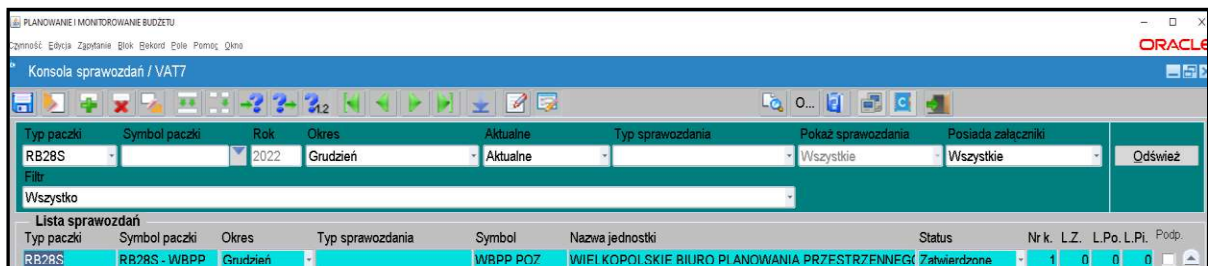 PLANOWANIE I MONITOROWANIE BUDŻETU
Czynność Edycja Zapytanie Blok Rekord Pole Pomoc Okno
ORACLE
Konsola sprawozdań / VAT7
1,2 O...
Typ paczki Symbol paczki Rok Okres Aktualne Typ sprawozdania Pokaż sprawozdania Posiada załączniki
RB28S 2022 Grudzień Aktualne Wszystkie Wszystkie Odśwież
Filtr
Wszystko
Lista sprawozdań
Typ paczki Symbol paczki Okres Typ sprawozdania Symbol Nazwa jednostki Status Nr k. L.Z. L.Po. L.Pi. Podp.
RB28S RB28S - WBPP Grudzień WBPP POZ WIELKOPOLSKIE BIURO PLANOWANIA PRZESTRZENNEG Zatwierdzone 1 0 0 0